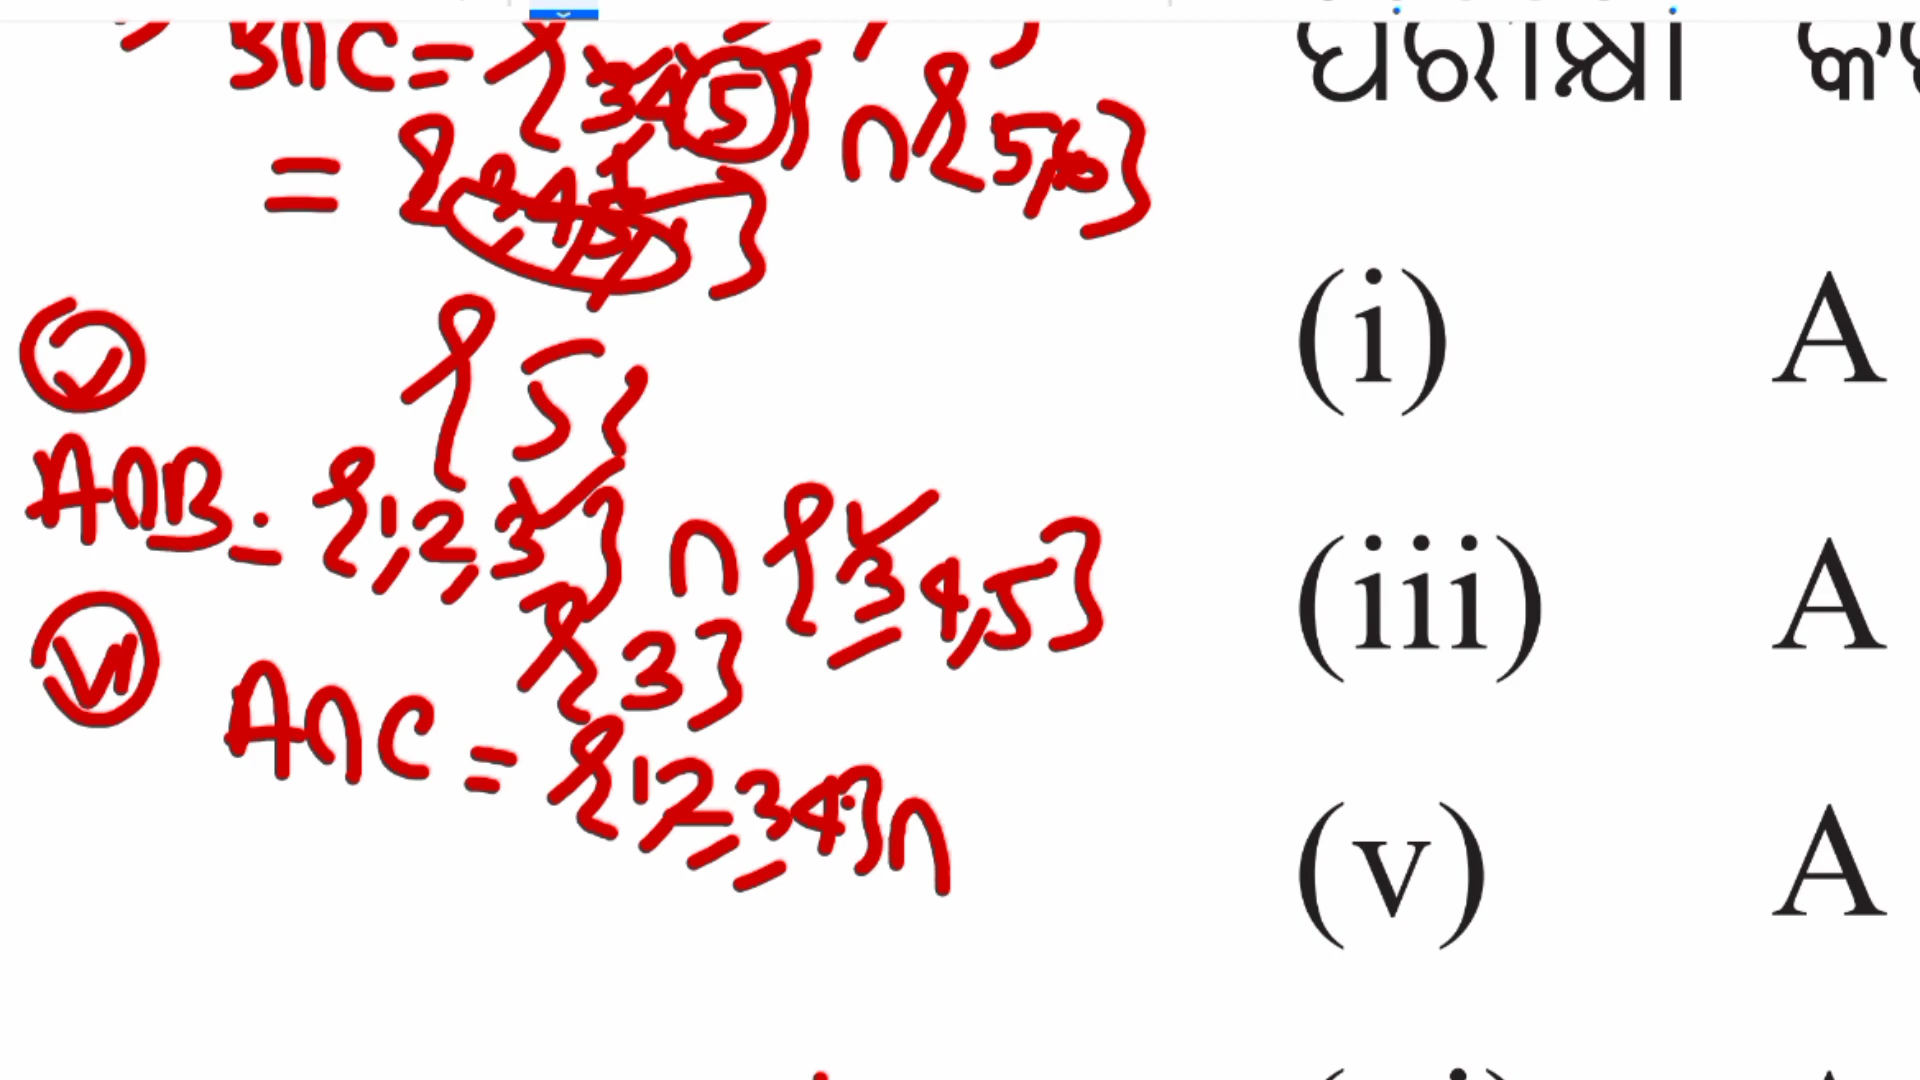 B∩C = {3 4 5} ∩ {5, 6}
= { }
{5}
(v)
A∩B = {1, 2, 3} ∩ {3 4, 5}
{3}
(vi)
A∩C = {1, 2, 3, 4} ∩
ପରୀକ୍ଷା
(i) A
(iii) A
(v) A